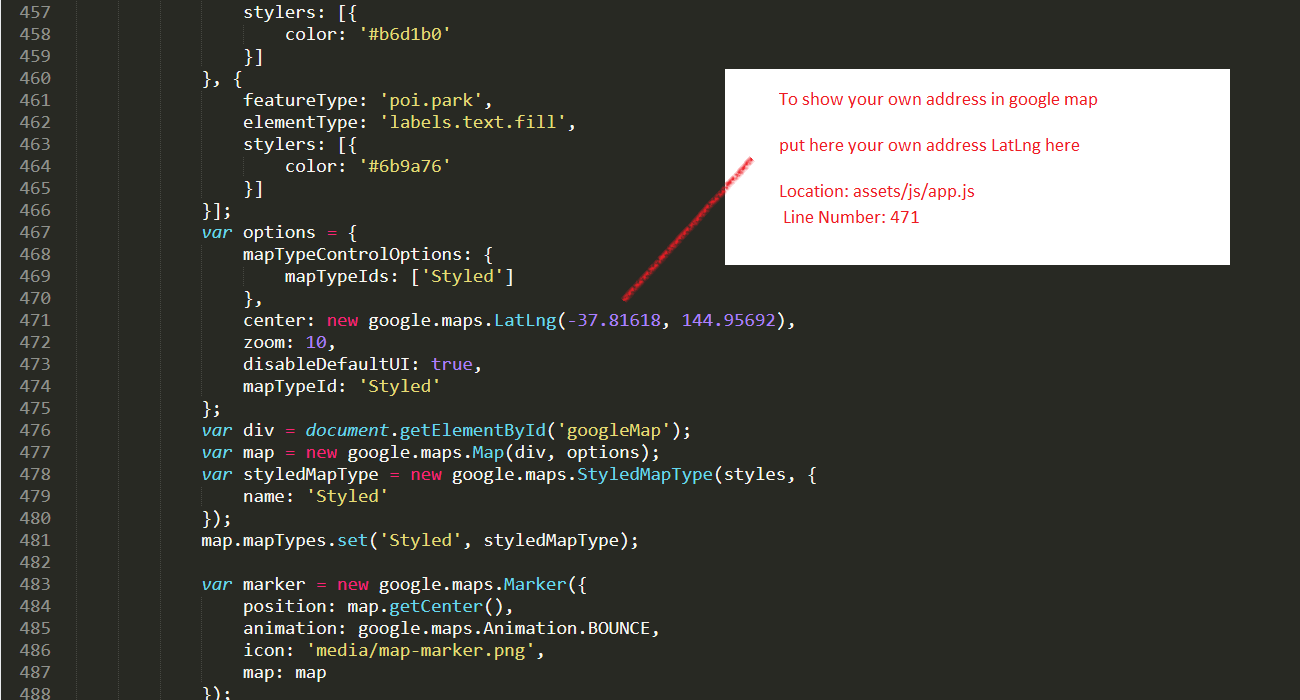 457 stylers: [{
458 color: '#b6d1b0'
459 }]
460 }, {
461 featureType: 'poi.park',
462 elementType: 'labels.text.fill',
463 stylers: [{
464 color: '#6b9a76'
465 }]
466 }];
467 var options = {
468 mapTypeControlOptions: {
469 mapTypeIds: ['Styled']
470 },
471 center: new google.maps.LatLng(-37.81618, 144.95692),
472 zoom: 10,
473 disableDefaultUI: true,
474 mapTypeId: 'Styled'
475 };
476 var div = document.getElementById('googleMap');
477 var map = new google.maps.Map(div, options);
478 var styledMapType = new google.maps.StyledMapType(styles, {
479 name: 'Styled'
480 });
481 map.mapTypes.set('Styled', styledMapType);
482
483 var marker = new google.maps.Marker({
484 position: map.getCenter(),
485 animation: google.maps.Animation.BOUNCE,
486 icon: 'media/map-marker.png',
487 map: map
488 });
To show your own address in google map
put here your own address LatLng here
Location: assets/js/app.js
Line Number: 471